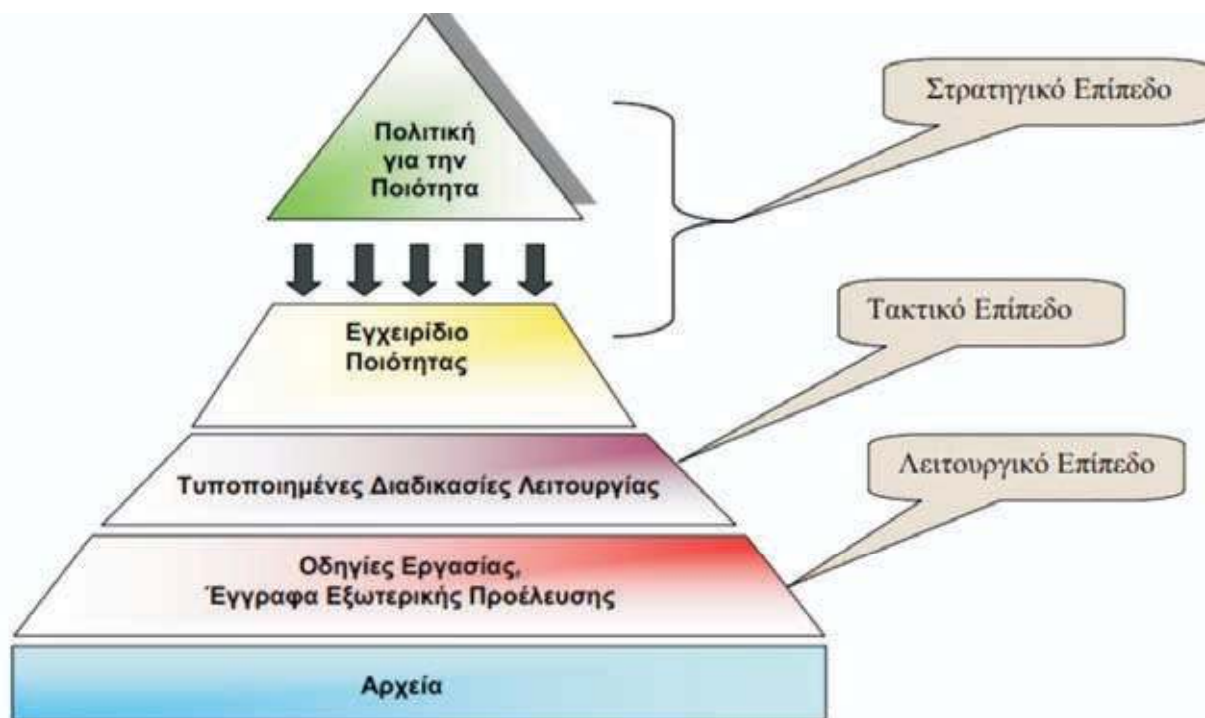 Πολιτική
για την
Ποιότητα
Στρατηγικό Επίπεδο
Εγχειρίδιο
Ποιότητας
Τακτικό Επίπεδο
Τυποποιημένες Διαδικασίες Λειτουργίας
Λειτουργικό Επίπεδο
Οδηγίες Εργασίας,
Έγγραφα Εξωτερικής Προέλευσης
Αρχεία